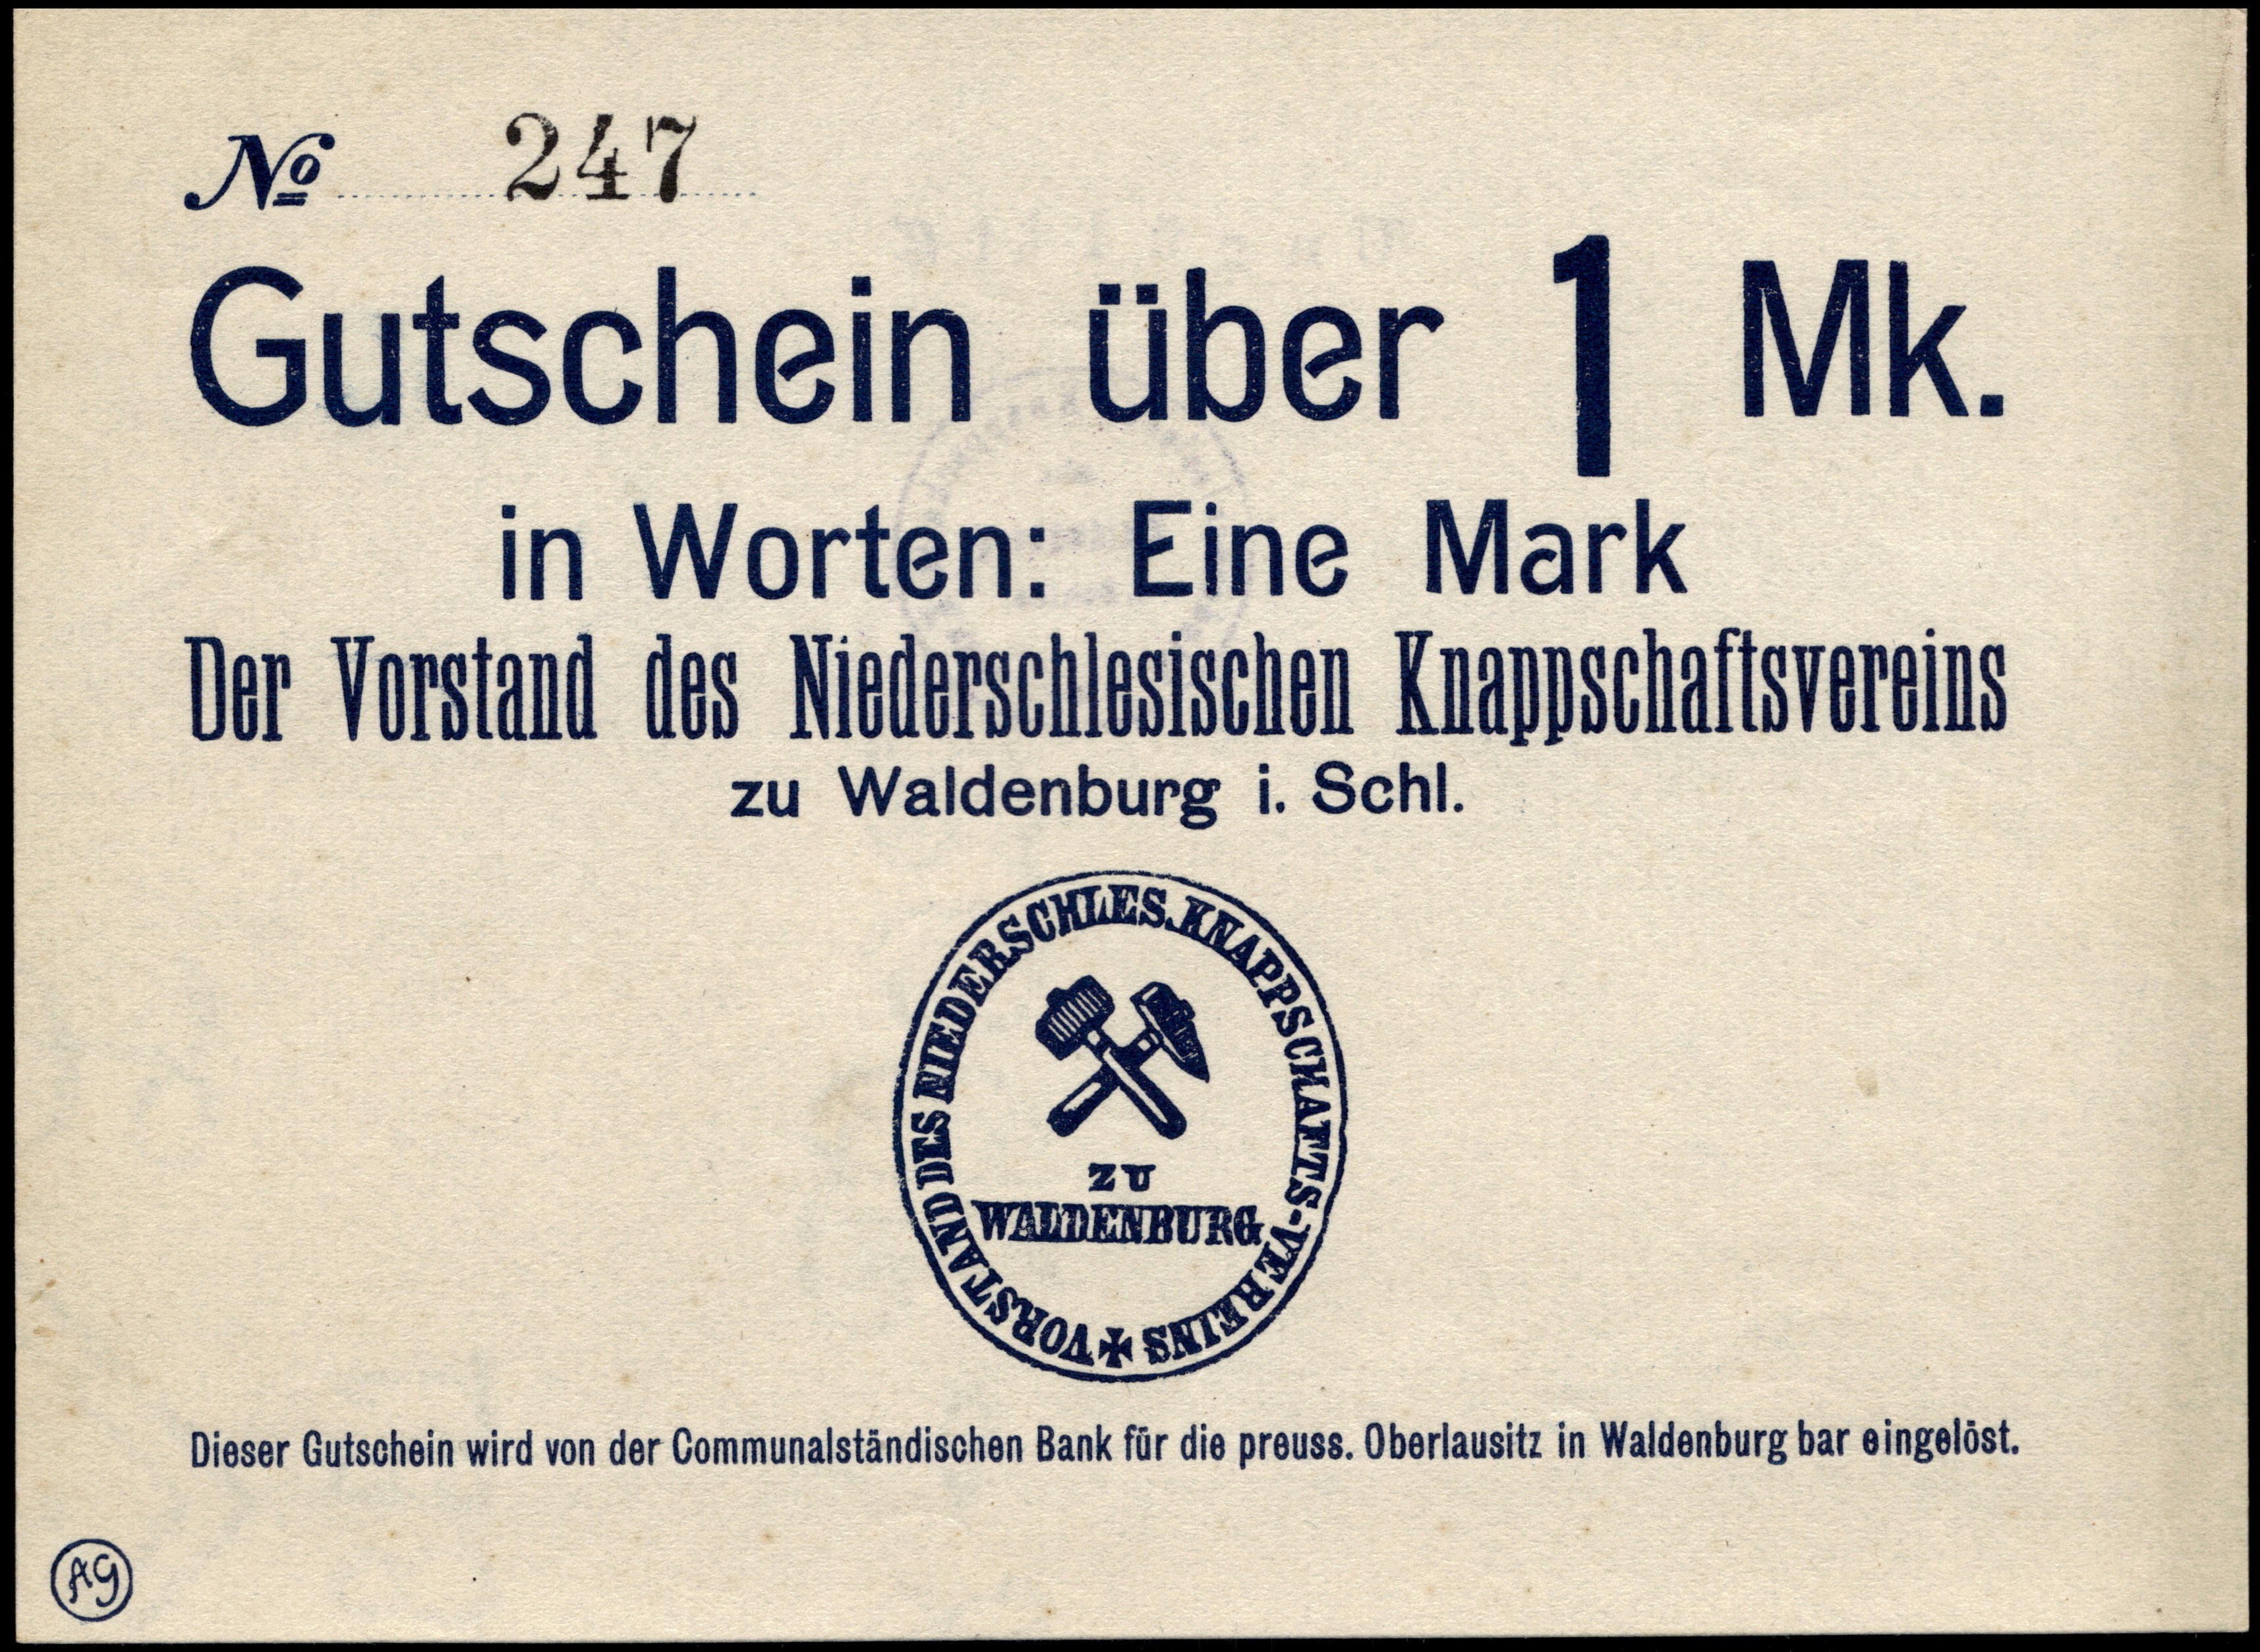 № 247
Gutschein über 1 Mk.
in Worten: Eine Mark
Der Vorstand des Niederschlesischen Knappschaftsvereins
zu Waldenburg i. Schl.
VORSTAND DES NIEDERSCHLES. KNAPPSCHAFTS-VEREINS
ZU
WALDENBURG
Dieser Gutschein wird von der Communalständischen Bank für die preuss. Oberlausitz in Waldenburg bar eingelöst.
AG